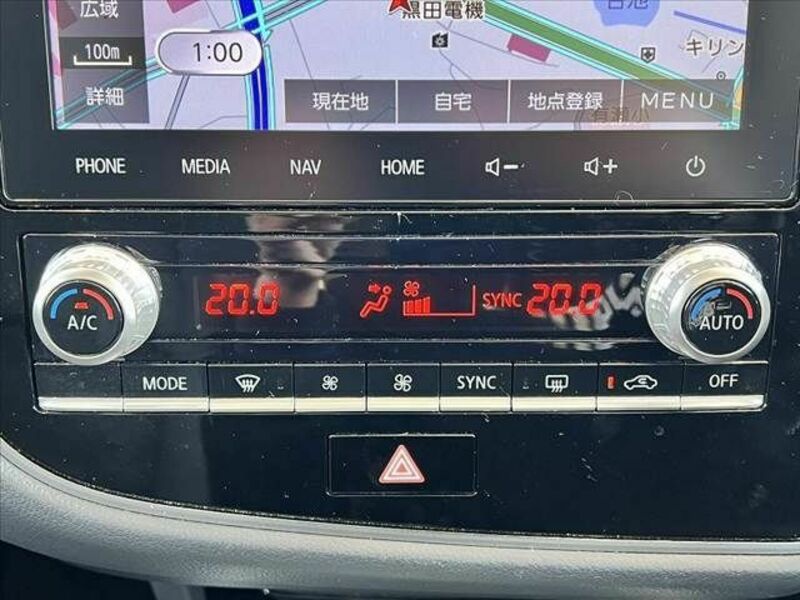 広域
黒田電機
100m
1:00
キリン
詳細
現在地 自宅 地点登録 MENU
PHONE MEDIA NAV HOME
20.0 SYNC 20.0
A/C AUTO
MODE SYNC OFF